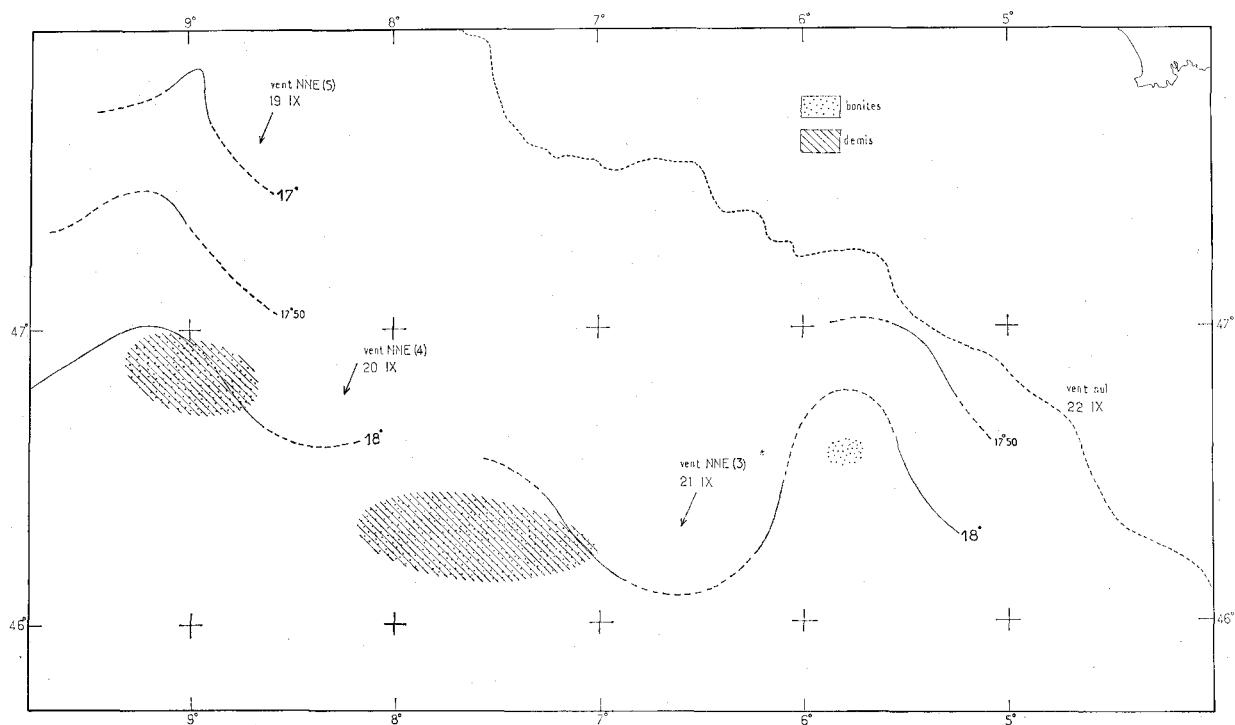 9° 8° 7° 6° 5°
vent NNE (5)
19 IX
bonites
demis
17°
17°50
47° 47°
vent NNE (4)
20 IX
vent nul
22 IX
18°
17°50
vent NNE (3)
21 IX
18°
46° 46°
9° 8° 7° 6° 5°